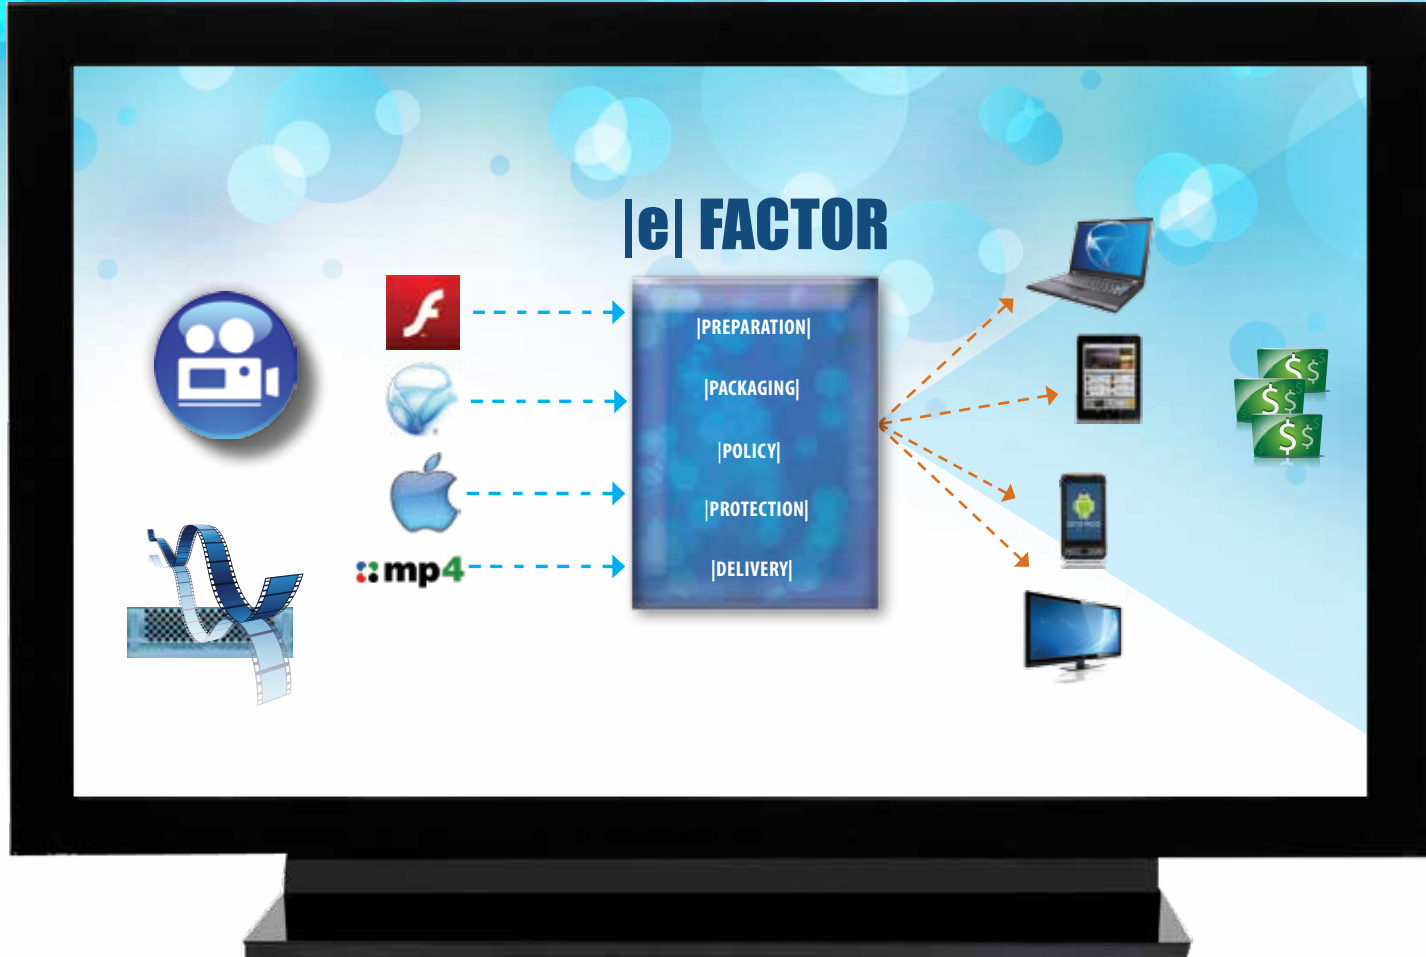 |e| FACTOR
|PREPARATION|
|PACKAGING|
|POLICY|
|PROTECTION|
|DELIVERY|
mp4
$ $
$ $
$ $